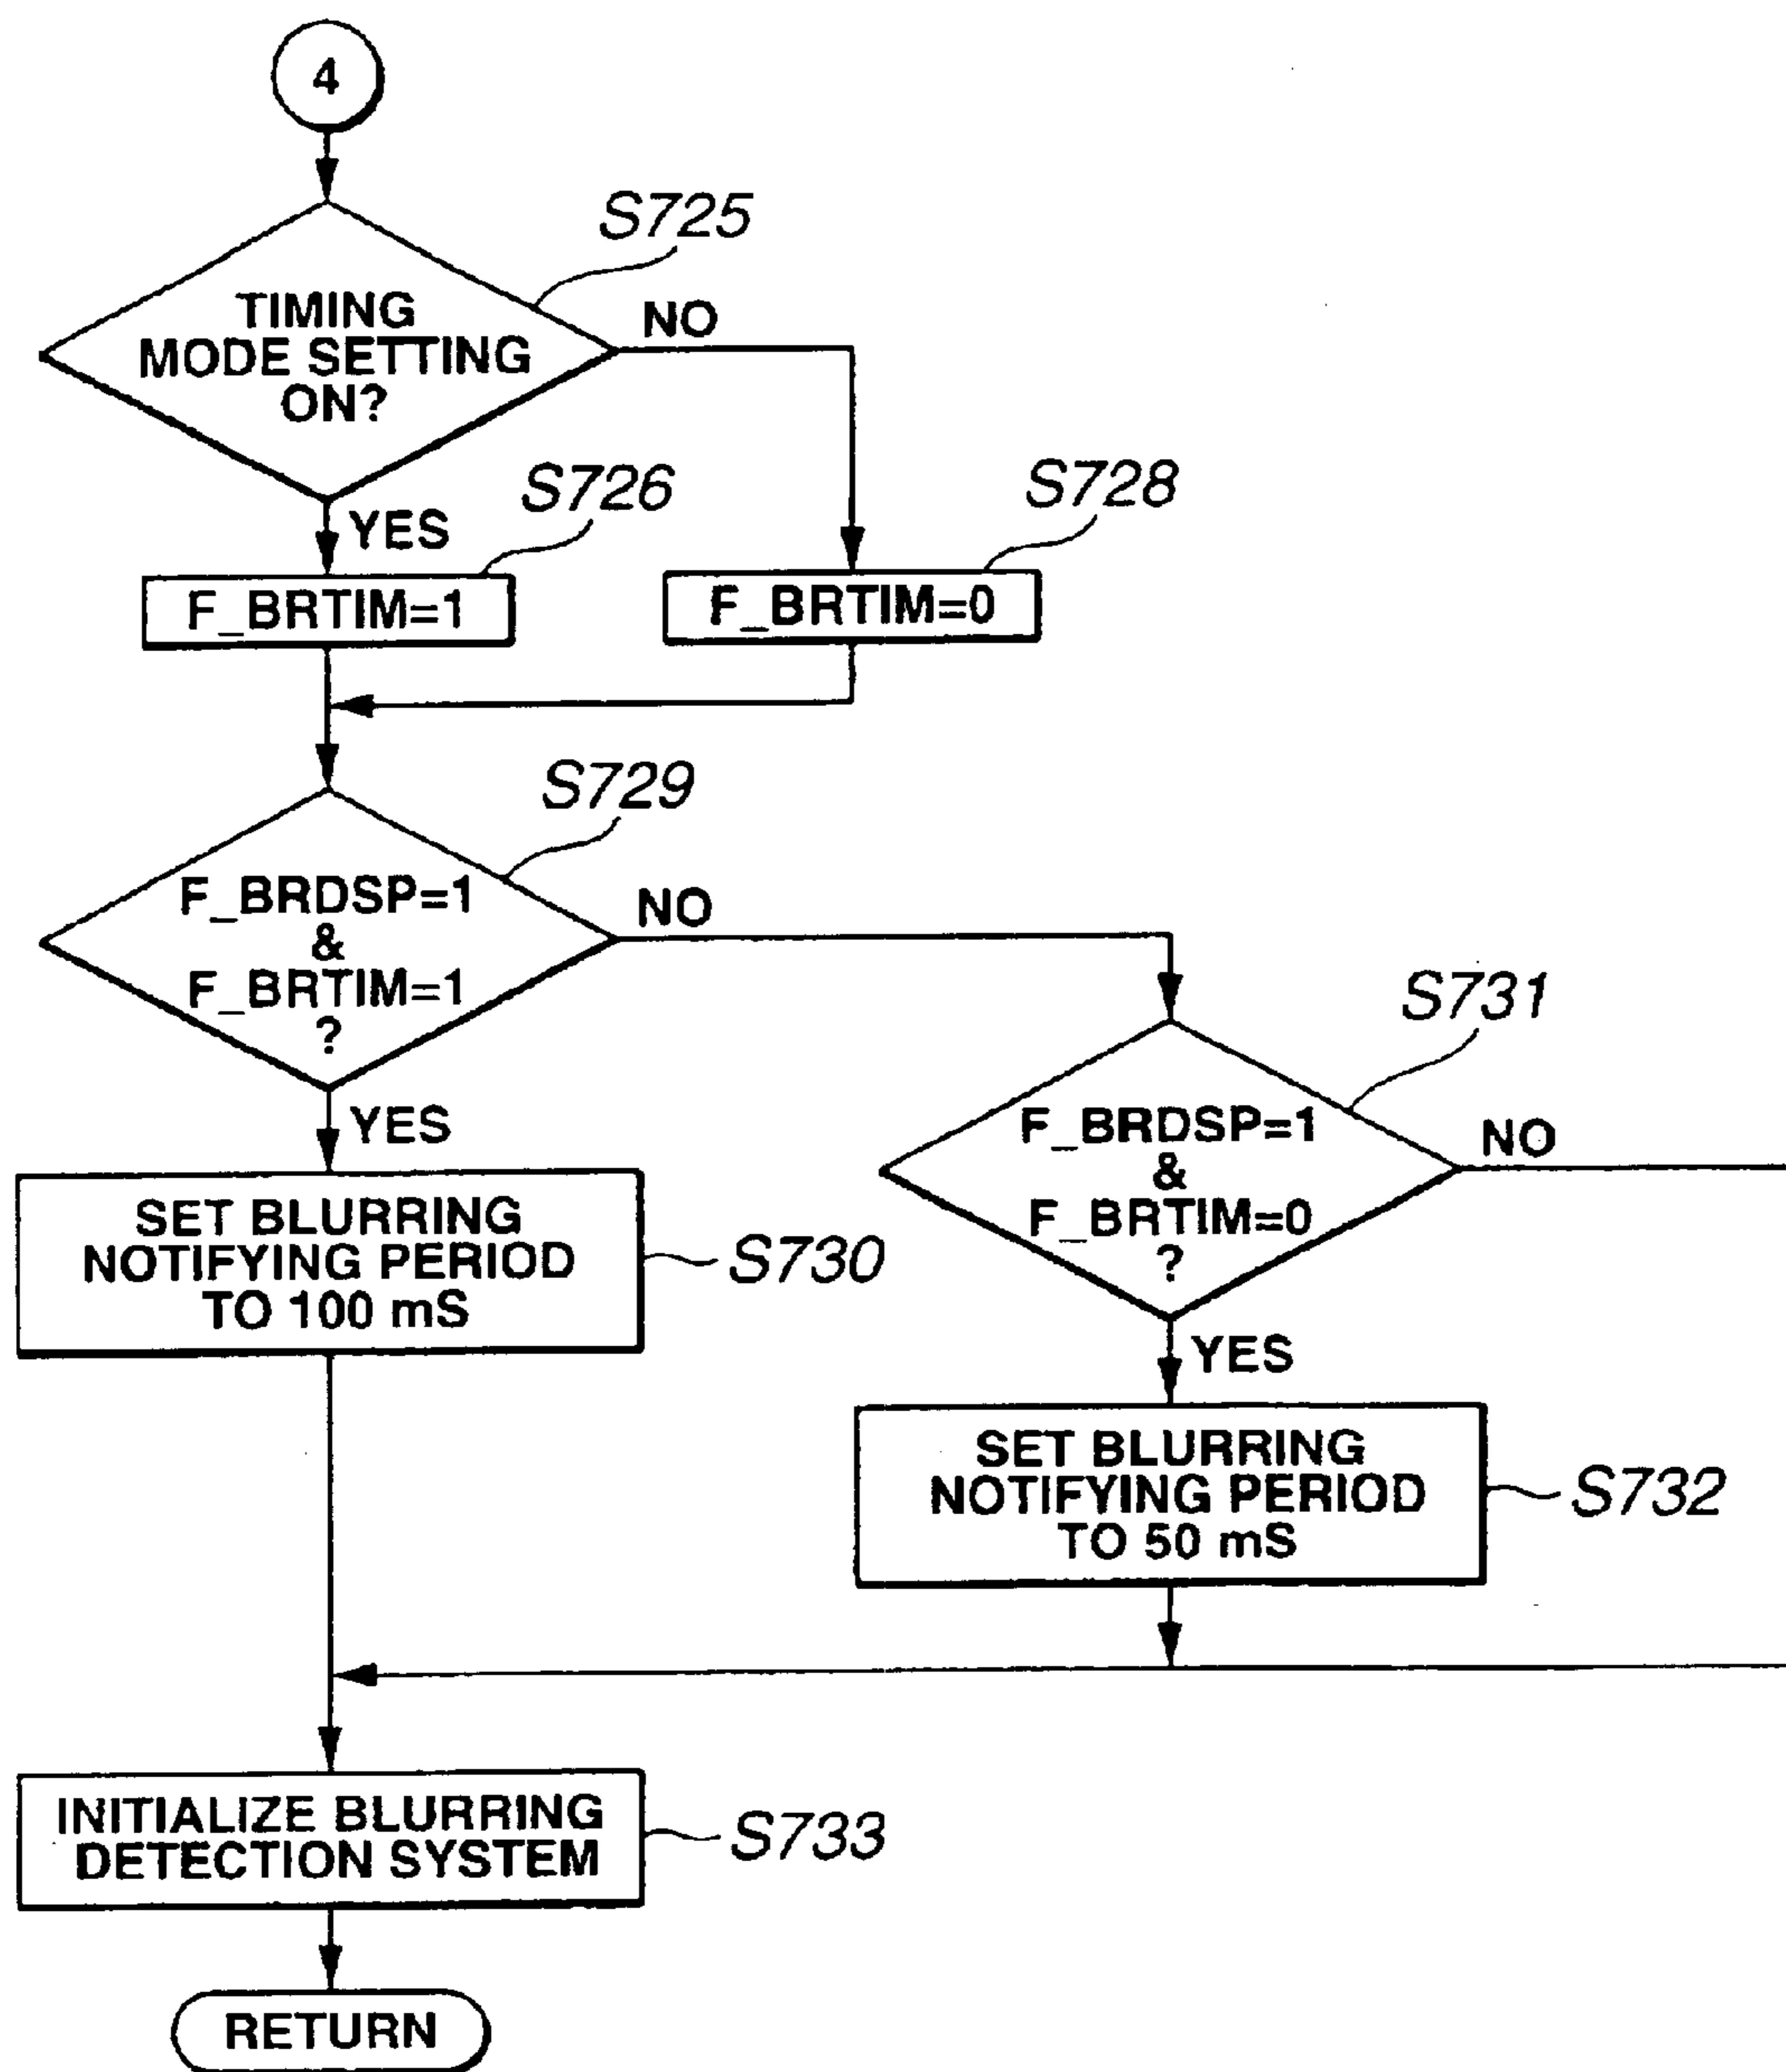 4
S725
TIMING
MODE SETTING
ON?
NO
YES
S726
S728
F_BRTIM=1
F_BRTIM=0
S729
F_BRDSP=1
&
F_BRTIM=1
?
NO
YES
S731
F_BRDSP=1
&
F_BRTIM=0
?
NO
YES
SET BLURRING
NOTIFYING PERIOD
TO 100 mS
S730
SET BLURRING
NOTIFYING PERIOD
TO 50 mS
S732
INITIALIZE BLURRING
DETECTION SYSTEM
S733
RETURN